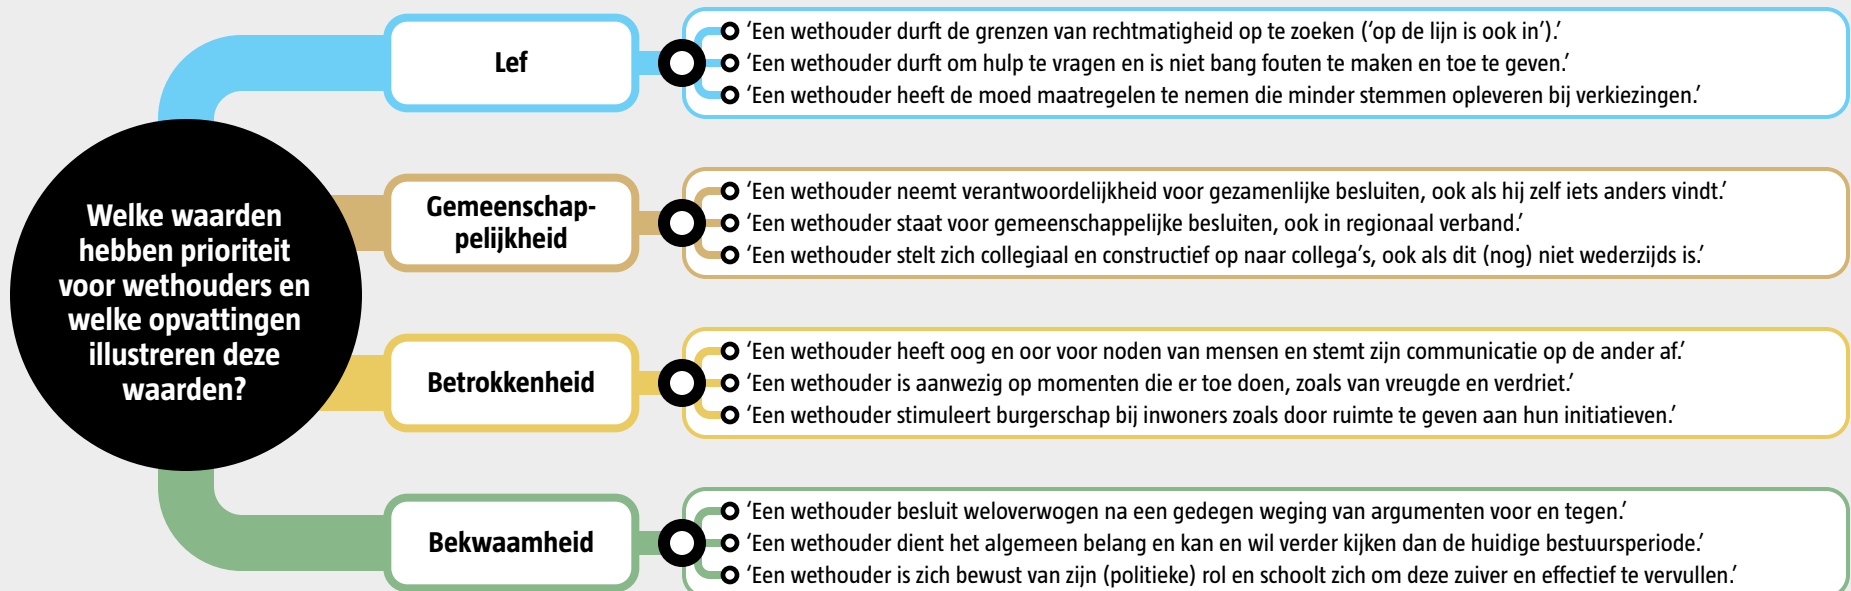 Welke waarden
hebben prioriteit
voor wethouders en
welke opvattingen
illustreren deze
waarden?
Lef
‘Een wethouder durft de grenzen van rechtmatigheid op te zoeken (‘op de lijn is ook in’).’
‘Een wethouder durft om hulp te vragen en is niet bang fouten te maken en toe te geven.’
‘Een wethouder heeft de moed maatregelen te nemen die minder stemmen opleveren bij verkiezingen.’
Gemeenschap-
pelijkheid
‘Een wethouder neemt verantwoordelijkheid voor gezamenlijke besluiten, ook als hij zelf iets anders vindt.’
‘Een wethouder staat voor gemeenschappelijke besluiten, ook in regionaal verband.’
‘Een wethouder stelt zich collegiaal en constructief op naar collega’s, ook als dit (nog) niet wederzijds is.’
Betrokkenheid
‘Een wethouder heeft oog en oor voor noden van mensen en stemt zijn communicatie op de ander af.’
‘Een wethouder is aanwezig op momenten die er toe doen, zoals van vreugde en verdriet.’
‘Een wethouder stimuleert burgerschap bij inwoners zoals door ruimte te geven aan hun initiatieven.’
Bekwaamheid
‘Een wethouder besluit weloverwogen na een gedegen weging van argumenten voor en tegen.’
‘Een wethouder dient het algemeen belang en kan en wil verder kijken dan de huidige bestuursperiode.’
‘Een wethouder is zich bewust van zijn (politieke) rol en schoolt zich om deze zuiver en effectief te vervullen.’